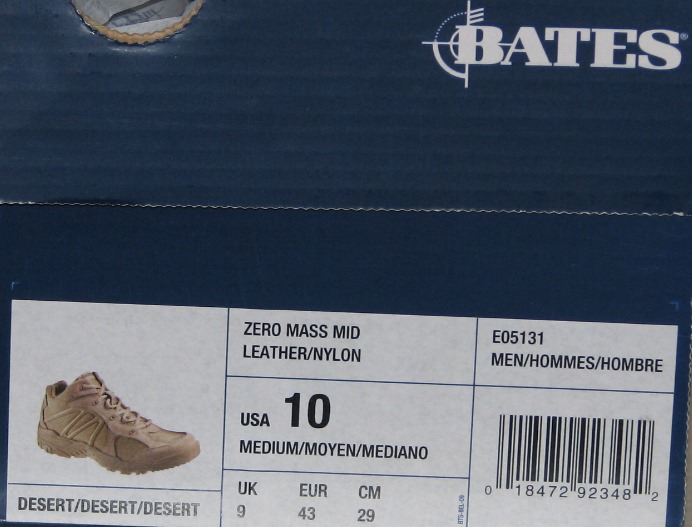 BATES®
ZERO MASS MID
LEATHER/NYLON
E05131
MEN/HOMMES/HOMBRE
USA 10
MEDIUM/MOYEN/MEDIANO
UK EUR CM
9 43 29
DESERT/DESERT/DESERT
0 18472 92348 2